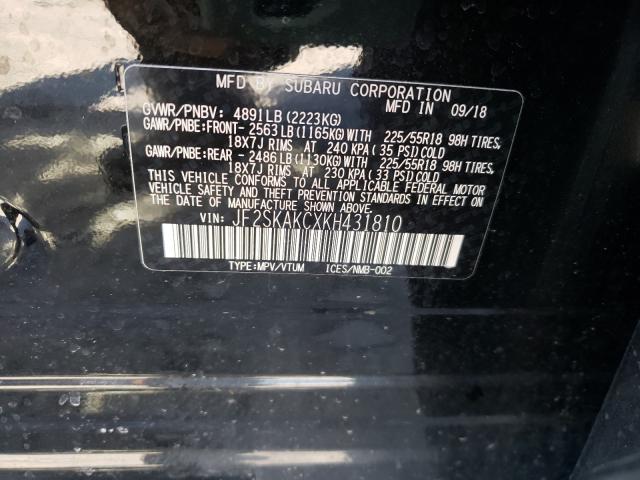 MFD BY SUBARU CORPORATION
GVWR/PNBV: 4891LB(2223KG) MFD IN 09/18
GAWR/PNBE:FRONT- 2563LB(1165KG)WITH 225/55R18 98H TIRES,
18X7J RIMS AT 240 KPA(35 PSI)COLD
GAWR/PNBE:REAR - 2486LB(1130KG)WITH 225/55R18 98H TIRES,
18X7J RIMS AT 230 KPA(33 PSI)COLD
THIS VEHICLE CONFORMS TO ALL APPLICABLE FEDERAL MOTOR
VEHICLE SAFETY AND THEFT PREVENTION STANDARDS IN EFFECT ON
THE DATE OF MANUFACTURE SHOWN ABOVE.
VIN: JF2SKAKCXKH431810
TYPE:MPV/VTUM ICES/NMB-002